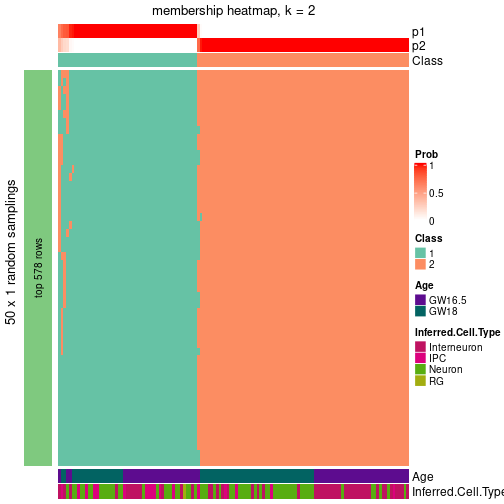 membership heatmap, k = 2
p1
p2
Class
50 x 1 random samplings
top 578 rows
Prob
1
0.5
0
Class
1
2
Age
GW16.5
GW18
Inferred.Cell.Type
Interneuron
IPC
Neuron
RG
Age
Inferred.Cell.Type